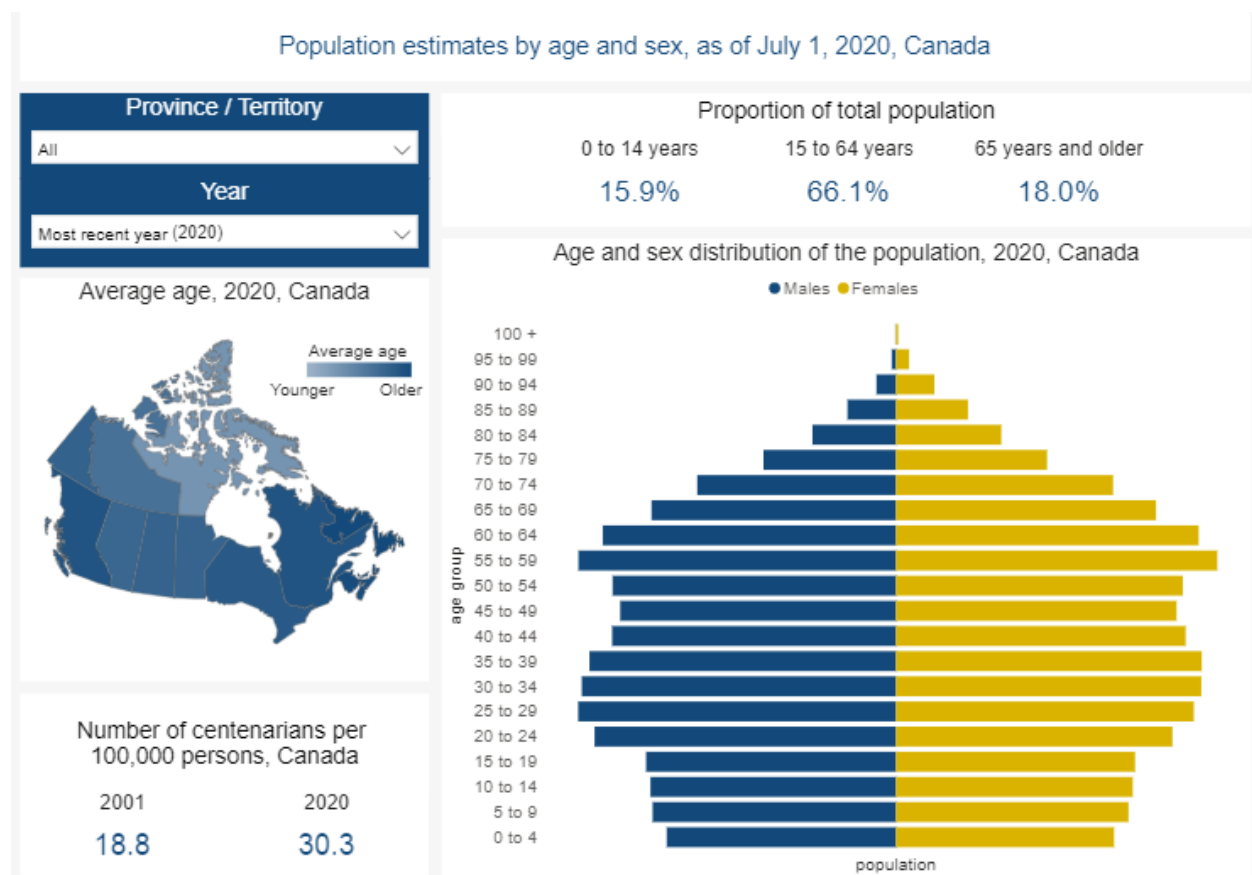 Population estimates by age and sex, as of July 1, 2020, Canada
Province / Territory
All
Year
Most recent year (2020)
Average age, 2020, Canada
Average age
Younger Older
Number of centenarians per
100,000 persons, Canada
2001 2020
18.8 30.3
Proportion of total population
0 to 14 years 15 to 64 years 65 years and older
15.9% 66.1% 18.0%
Age and sex distribution of the population, 2020, Canada
Males Females
age group
100 +
95 to 99
90 to 94
85 to 89
80 to 84
75 to 79
70 to 74
65 to 69
60 to 64
55 to 59
50 to 54
45 to 49
40 to 44
35 to 39
30 to 34
25 to 29
20 to 24
15 to 19
10 to 14
5 to 9
0 to 4
population